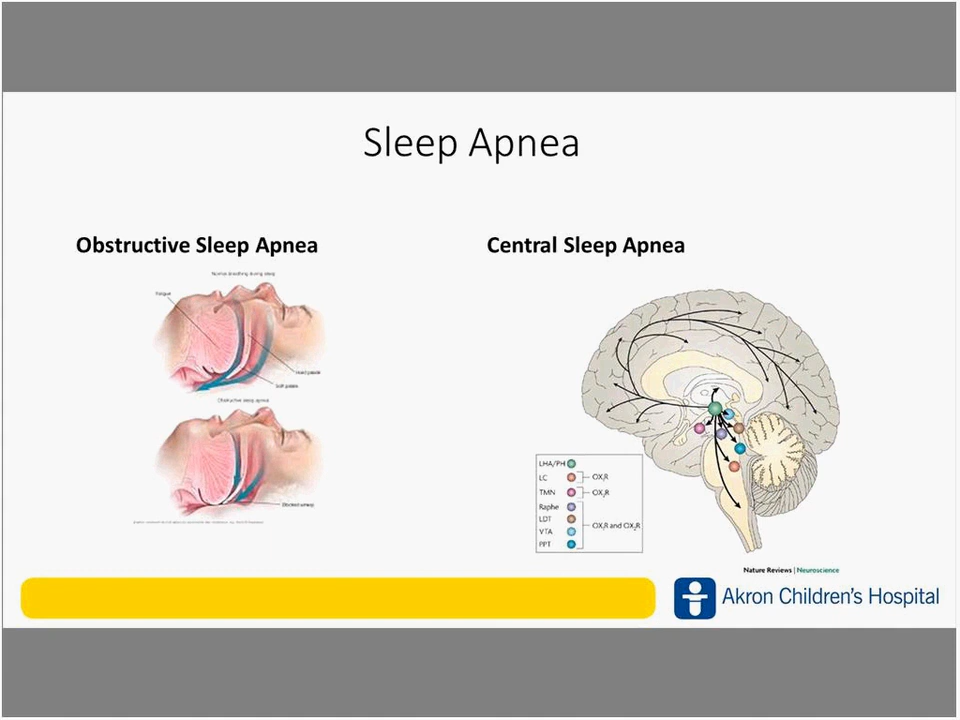 Sleep Apnea
Obstructive Sleep Apnea
Normal breathing during sleep
Tongue
Hard palate
Soft palate
Obstructive sleep apnea
Blocked airway
Central Sleep Apnea
LHA/PH
LC
OX₁R
TMN
OX₂R
Raphe
LDT
OX₁R and OX₂R
VTA
PPT
Nature Reviews | Neuroscience
Akron Children's Hospital